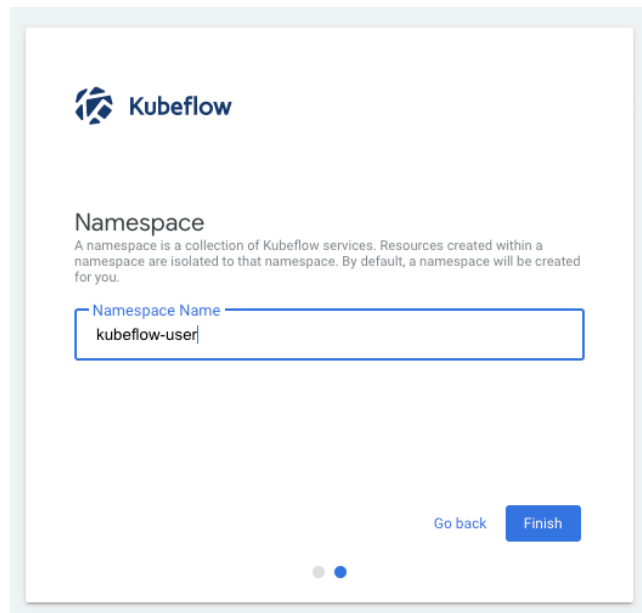 Kubeflow
Namespace
A namespace is a collection of Kubeflow services. Resources created within a
namespace are isolated to that namespace. By default, a namespace will be created
for you.
Namespace Name
kubeflow-user
Go back Finish